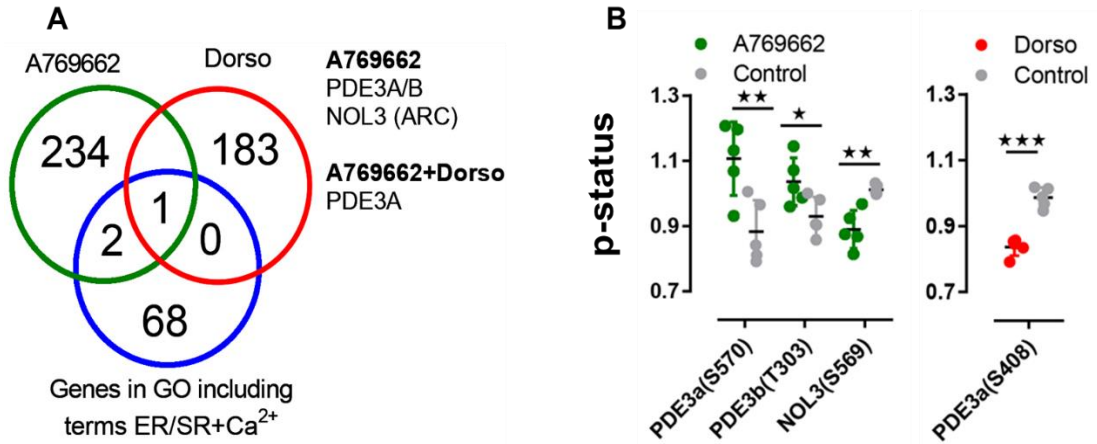 A
A769662
Dorso
234
183
1
2
0
68
Genes in GO including
terms ER/SR+Ca²⁺
A769662
PDE3A/B
NOL3 (ARC)
A769662+Dorso
PDE3A
B
A769662
Control
p-status
1.3
1.1
0.9
0.7
★★
★
★★
PDE3a(S570)
PDE3b(T303)
NOL3(S569)
Dorso
Control
1.3
1.1
0.9
0.7
★★★
PDE3a(S408)